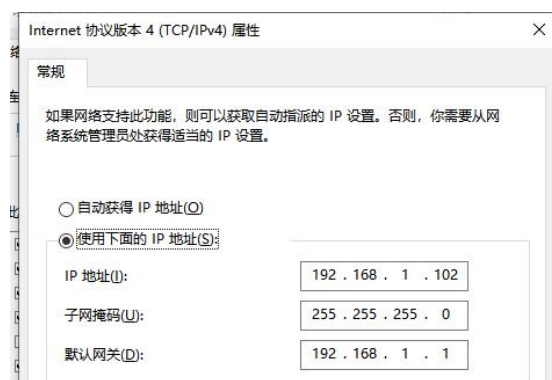 Internet 协议版本 4 (TCP/IPv4) 属性
常规
如果网络支持此功能，则可以获取自动指派的 IP 设置。否则，你需要从网
络系统管理员处获得适当的 IP 设置。
自动获得 IP 地址(O)
使用下面的 IP 地址(S):
IP 地址(I): 192 . 168 . 1 . 102
子网掩码(U): 255 . 255 . 255 . 0
默认网关(D): 192 . 168 . 1 . 1